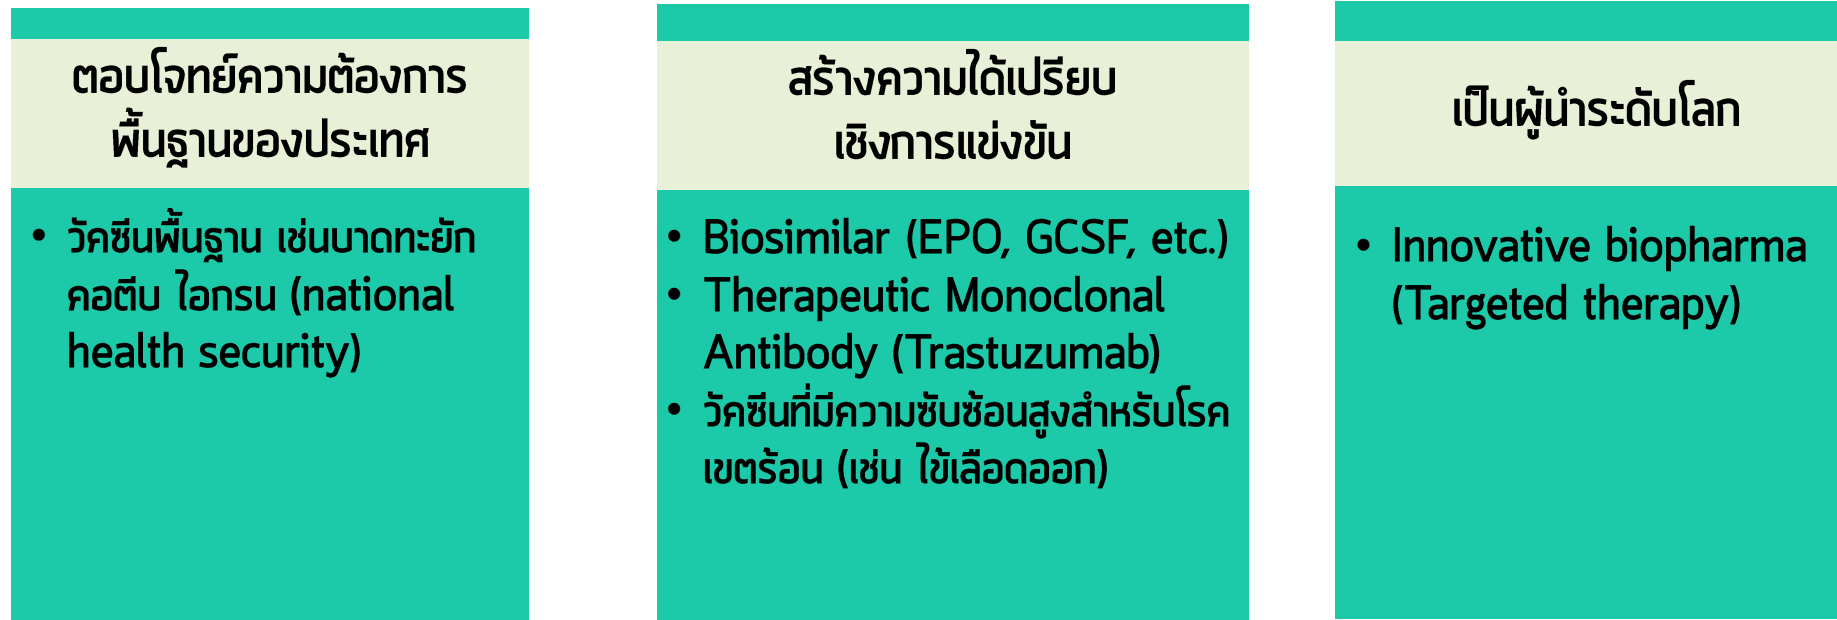 ตอบโจทย์ความต้องการ
พื้นฐานของประเทศ
• วัคซีนพื้นฐาน เช่นบาดทะยัก
คอตีบ ไอกรน (national
health security)
สร้างความได้เปรียบ
เชิงการแข่งขัน
• Biosimilar (EPO, GCSF, etc.)
• Therapeutic Monoclonal
Antibody (Trastuzumab)
• วัคซีนที่มีความซับซ้อนสูงสำหรับโรค
เขตร้อน (เช่น ไข้เลือดออก)
เป็นผู้นำระดับโลก
• Innovative biopharma
(Targeted therapy)